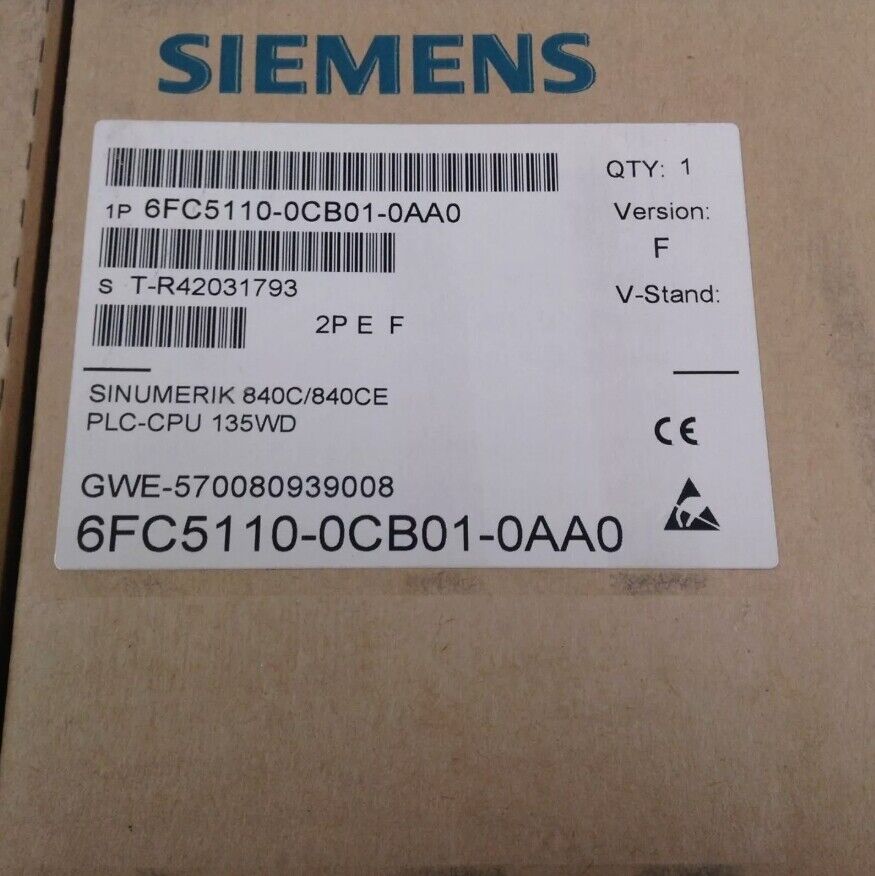 SIEMENS
QTY: 1
1P 6FC5110-0CB01-0AA0
Version:
F
S T-R42031793
V-Stand:
2P E F
SINUMERIK 840C/840CE
PLC-CPU 135WD
CE
GWE-570080939008
6FC5110-0CB01-0AA0